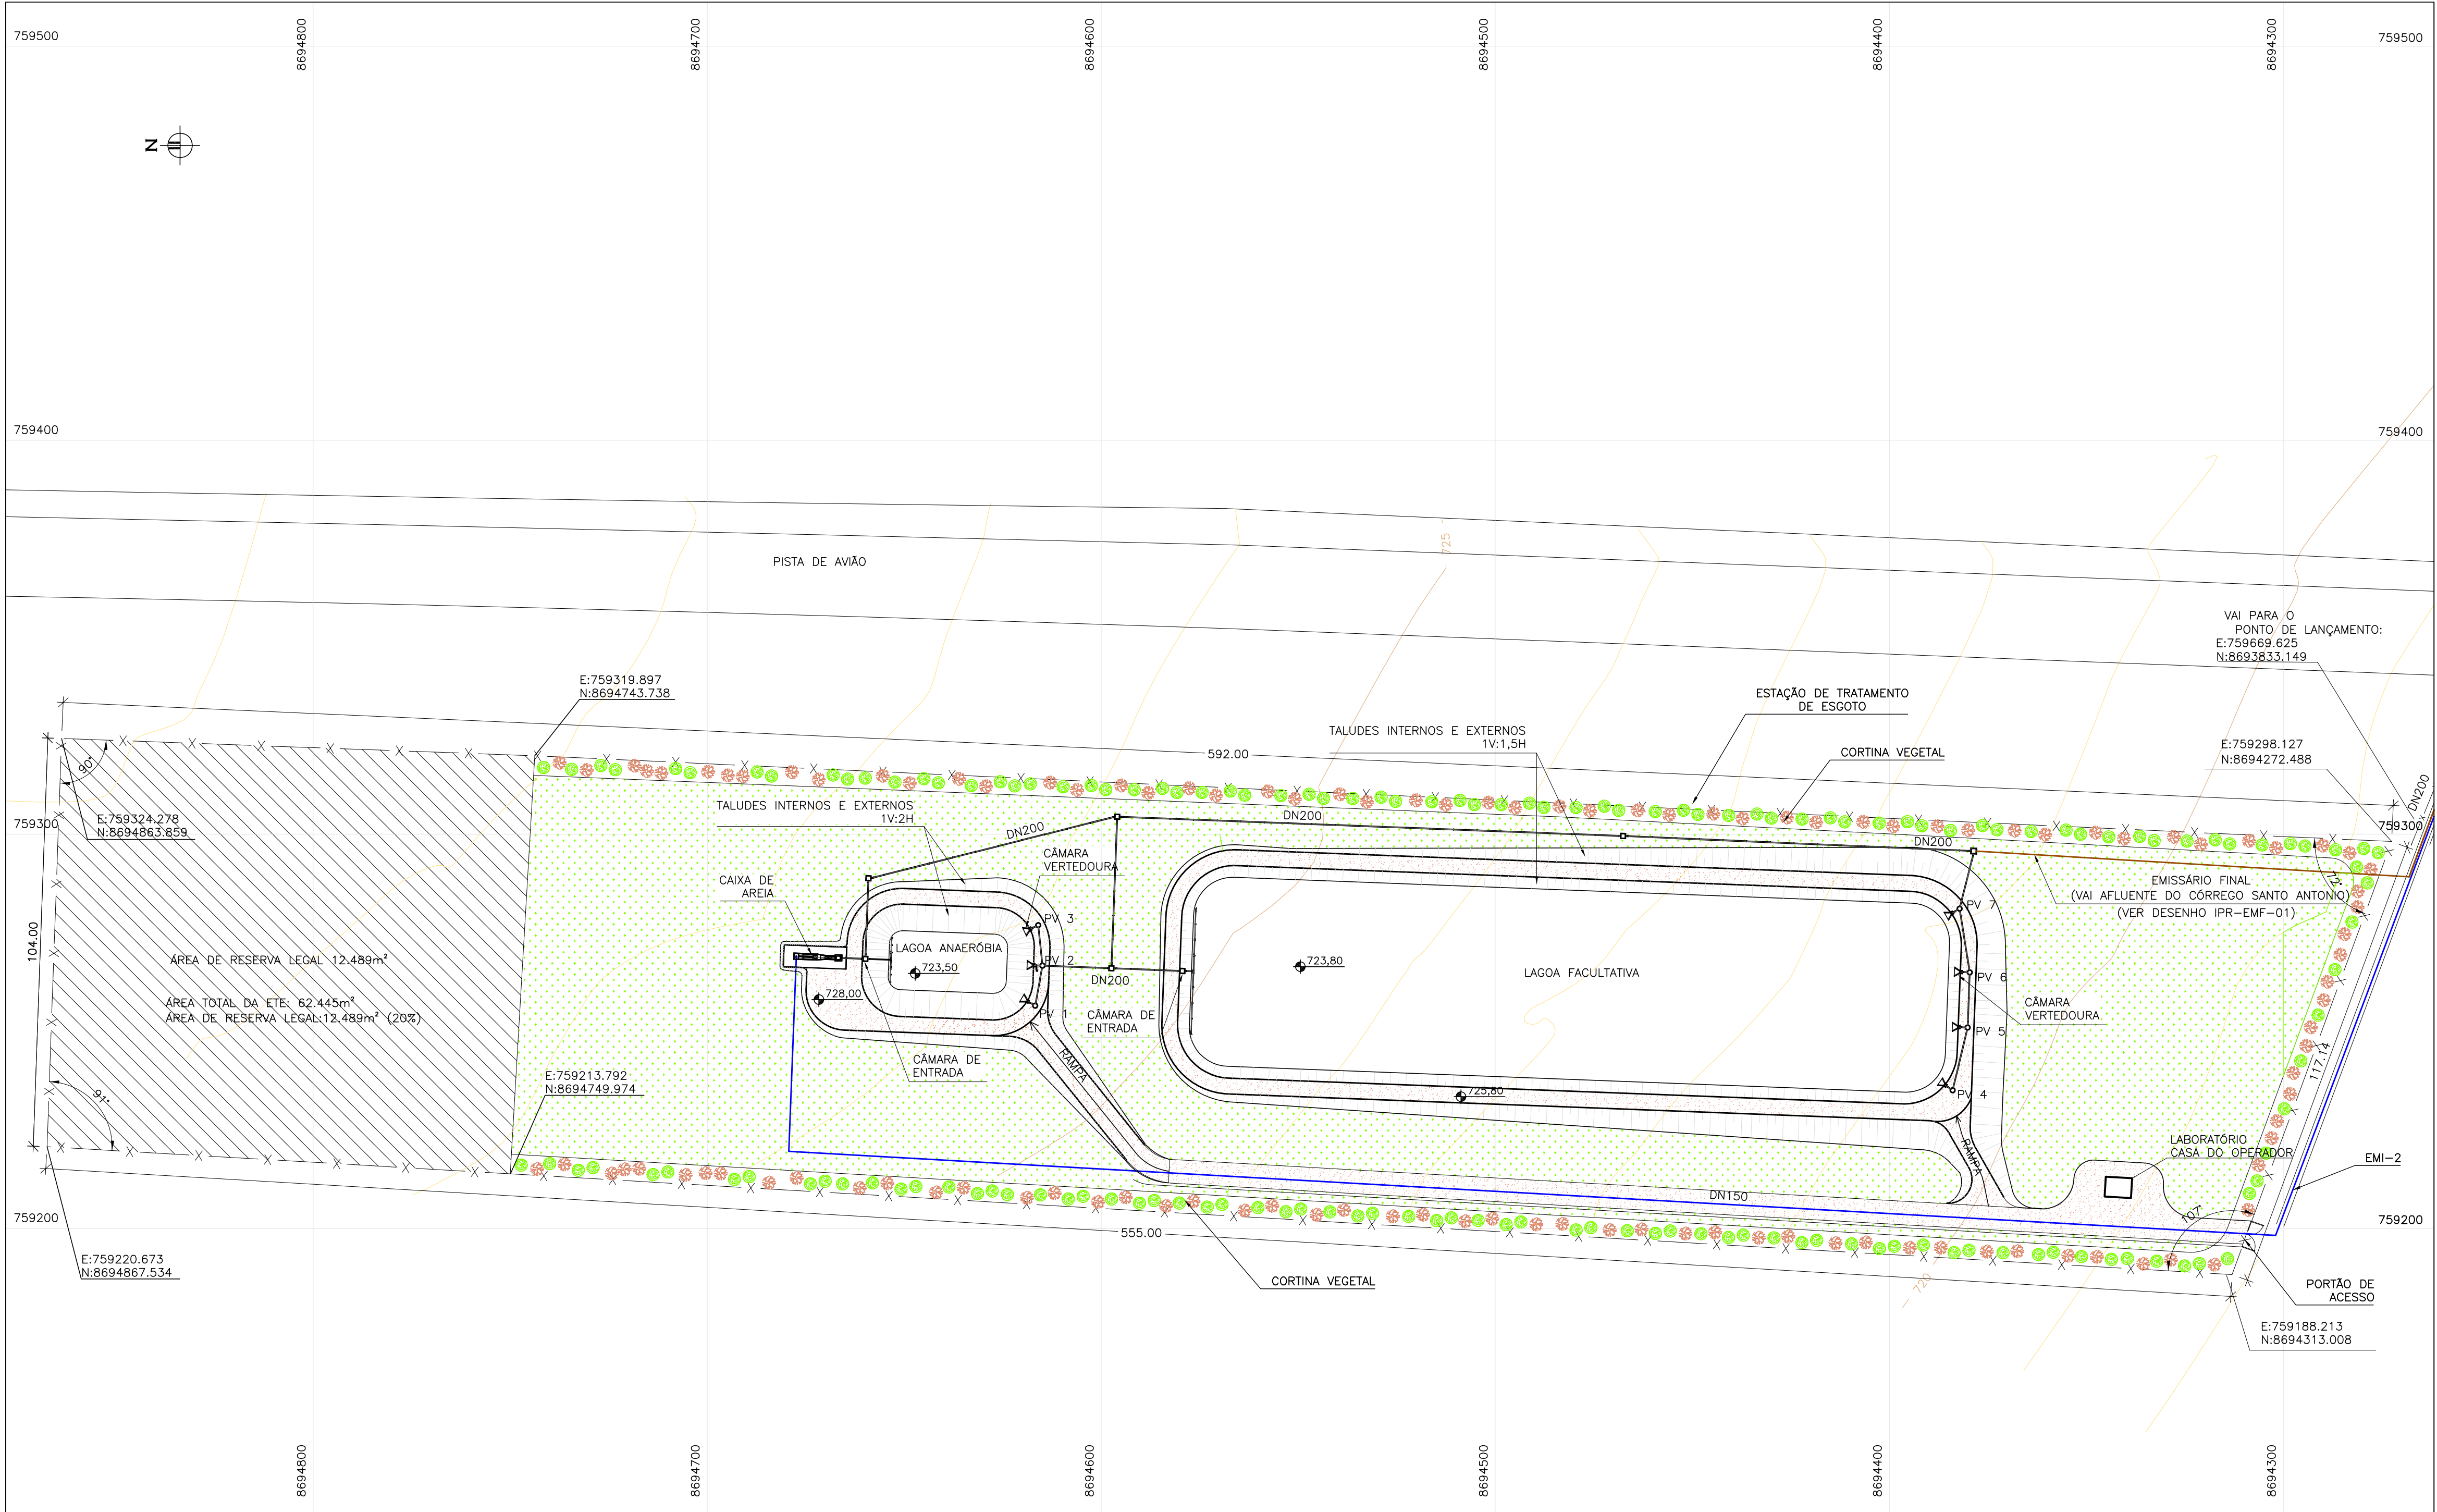 8694800
8694700
8694600
8694500
8694400
8694300
759500
759500
N
759400
759400
725
PISTA DE AVIÃO
VAI PARA O
PONTO DE LANÇAMENTO:
E:759669.625
N:8693833.149
E:759319.897
N:8694743.738
ESTAÇÃO DE TRATAMENTO
DE ESGOTO
TALUDES INTERNOS E EXTERNOS
1V:1,5H
592.00
CORTINA VEGETAL
E:759298.127
N:8694272.488
90°
DN200
TALUDES INTERNOS E EXTERNOS
1V:2H
E:759324.278
N:8694863.859
759300
759300
DN200
DN200
DN200
CÂMARA
VERTEDOURA
CAIXA DE
AREIA
72°
EMISSÁRIO FINAL
(VAI AFLUENTE DO CÓRREGO SANTO ANTONIO)
(VER DESENHO IPR-EMF-01)
PV 3
PV 7
104.00
LAGOA ANAERÓBIA
ÁREA DE RESERVA LEGAL 12.489m²
PV 2
723,50
723,80
LAGOA FACULTATIVA
PV 6
DN200
728,00
ÁREA TOTAL DA ETE: 62.445m²
ÁREA DE RESERVA LEGAL:12.489m² (20%)
PV 1
CÂMARA DE
ENTRADA
CÂMARA
VERTEDOURA
PV 5
CÂMARA DE
ENTRADA
RAMPA
117.14
E:759213.792
N:8694749.974
91°
725,80
PV 4
RAMPA
LABORATÓRIO
CASA DO OPERADOR
EMI-2
DN150
107°
759200
759200
555.00
E:759220.673
N:8694867.534
CORTINA VEGETAL
720
PORTÃO DE
ACESSO
E:759188.213
N:8694313.008
8694800
8694700
8694600
8694500
8694400
8694300